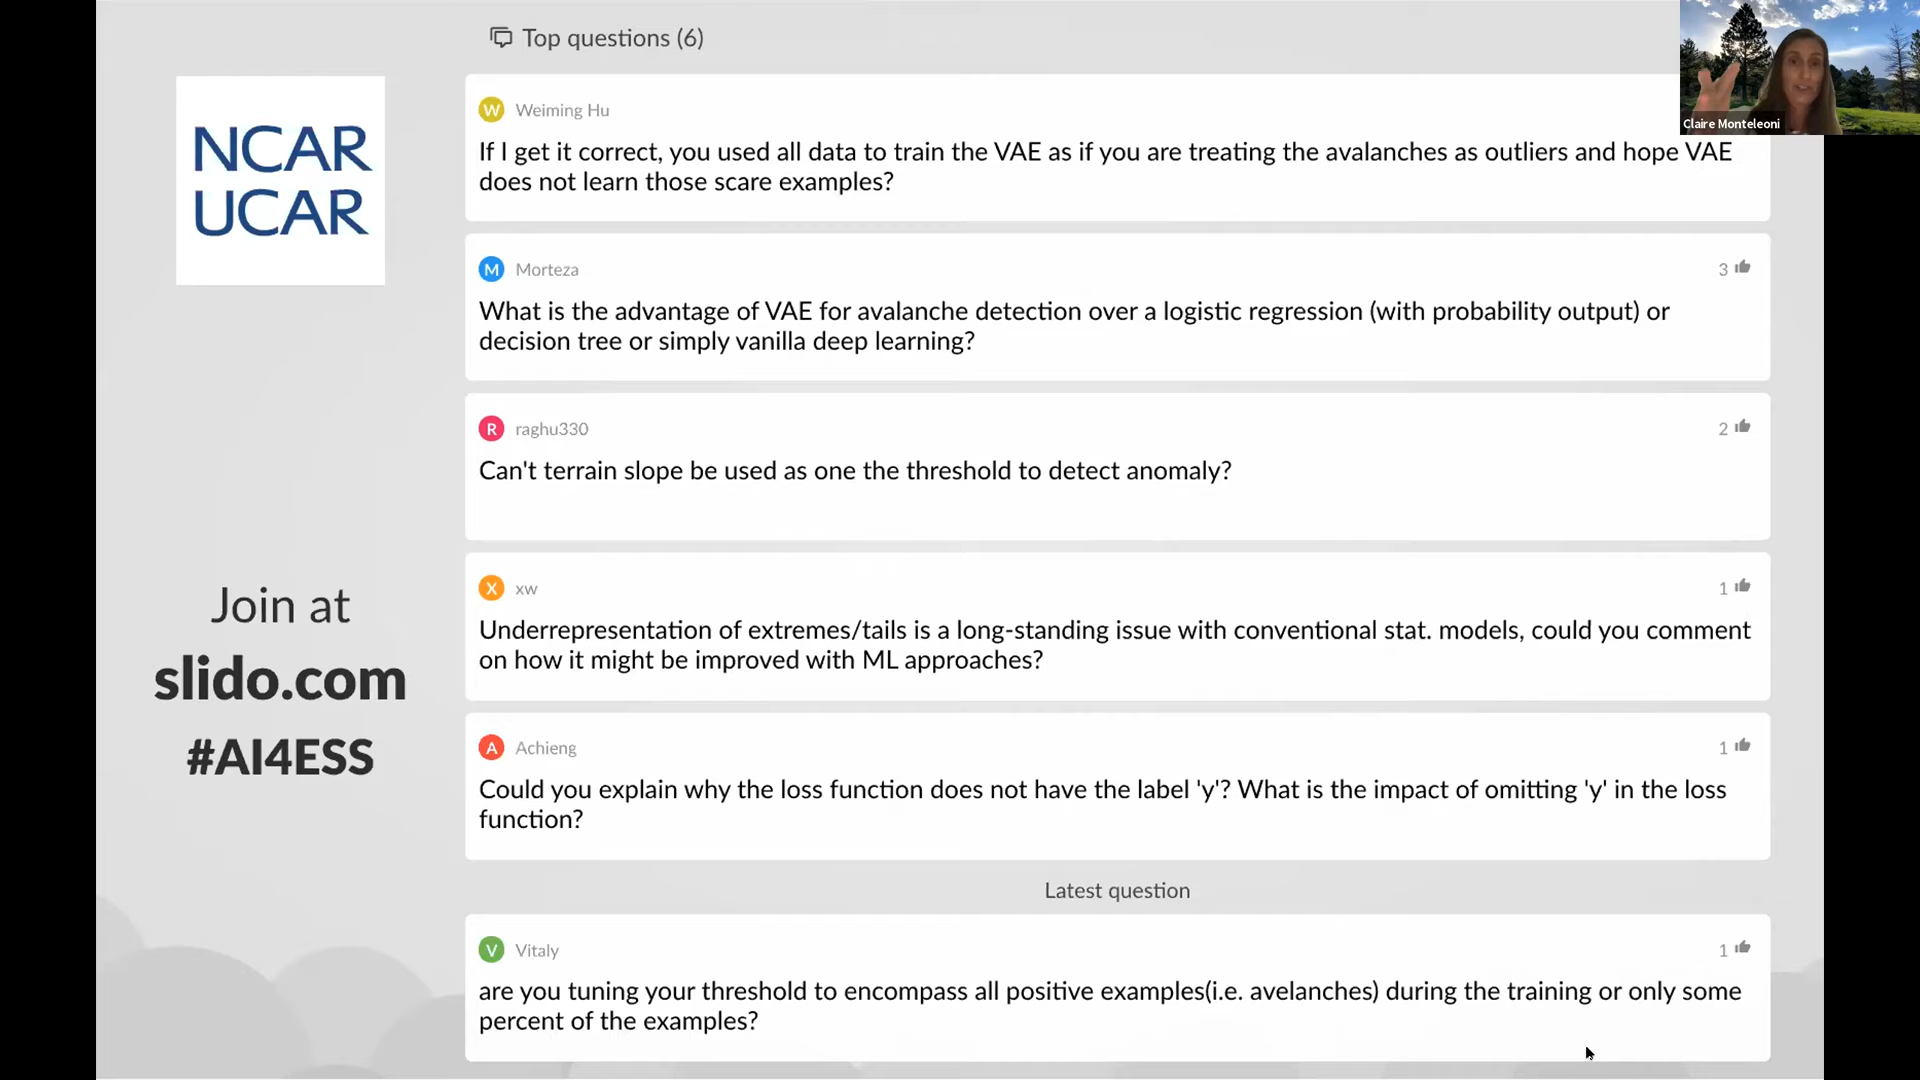 Top questions (6)
NCAR
UCAR
W Weiming Hu
If I get it correct, you used all data to train the VAE as if you are treating the avalanches as outliers and hope VAE
does not learn those scare examples?
Claire Monteleoni
M Morteza 3
What is the advantage of VAE for avalanche detection over a logistic regression (with probability output) or
decision tree or simply vanilla deep learning?
R raghu330 2
Can't terrain slope be used as one the threshold to detect anomaly?
X xw 1
Underrepresentation of extremes/tails is a long-standing issue with conventional stat. models, could you comment
on how it might be improved with ML approaches?
Join at
slido.com
#AI4ESS
A Achieng 1
Could you explain why the loss function does not have the label 'y'? What is the impact of omitting 'y' in the loss
function?
Latest question
V Vitaly 1
are you tuning your threshold to encompass all positive examples(i.e. avelanches) during the training or only some
percent of the examples?